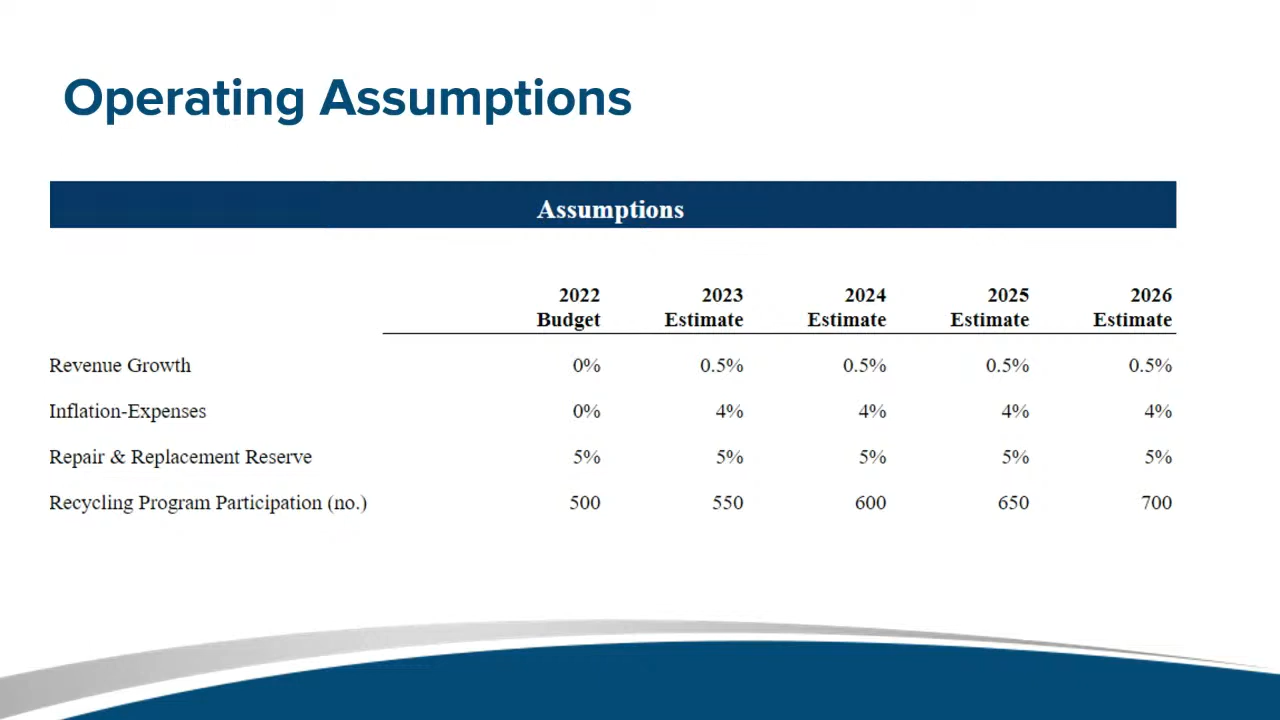 Operating Assumptions
Assumptions
2022 2023 2024 2025 2026
Budget Estimate Estimate Estimate Estimate
Revenue Growth 0% 0.5% 0.5% 0.5% 0.5%
Inflation-Expenses 0% 4% 4% 4% 4%
Repair & Replacement Reserve 5% 5% 5% 5% 5%
Recycling Program Participation (no.) 500 550 600 650 700